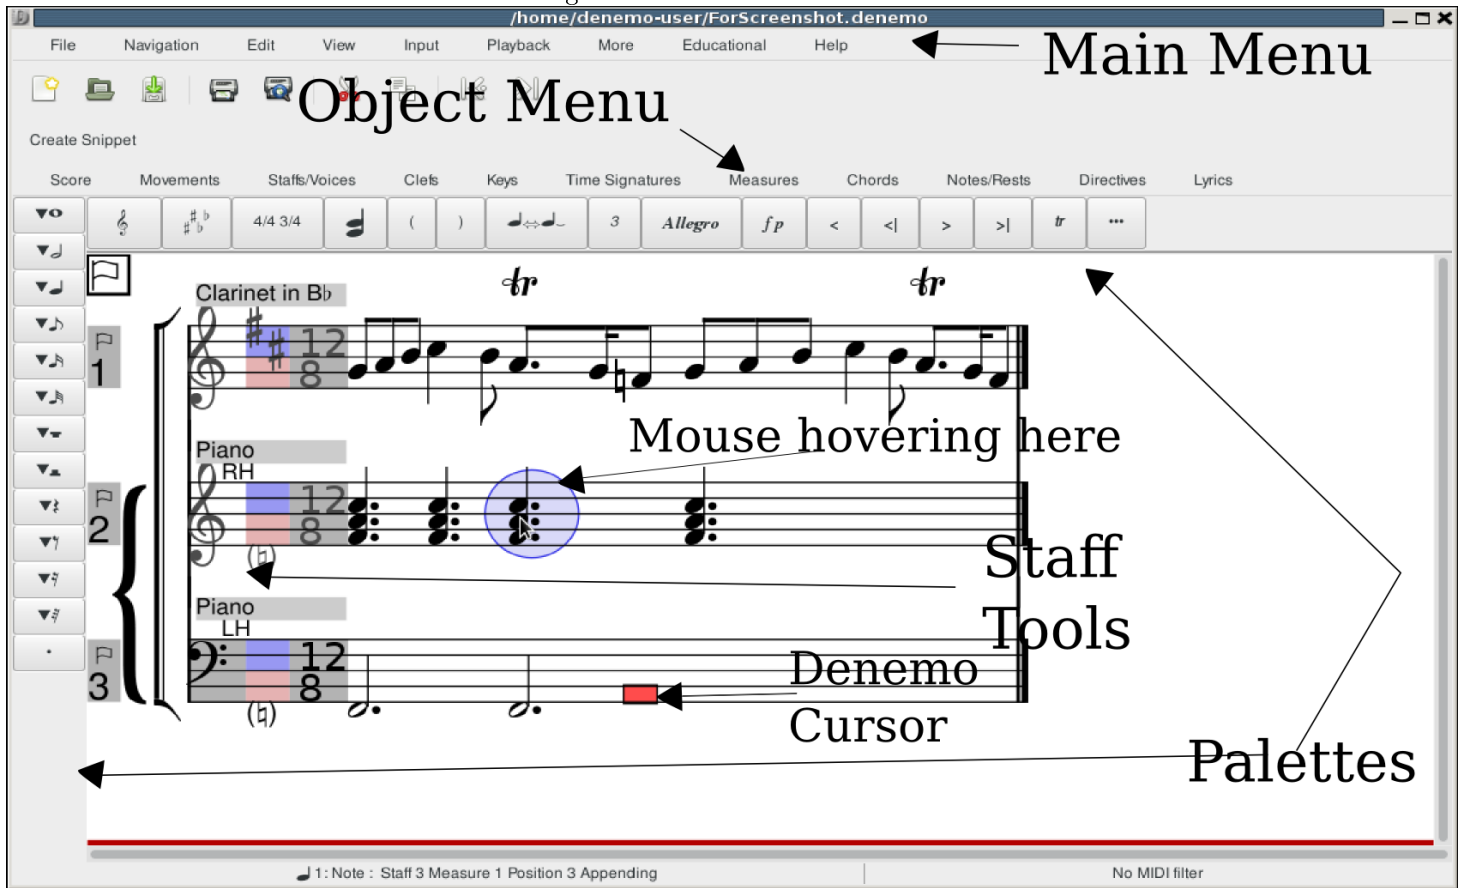 /home/denemo-user/ForScreenshot.denemo
File Navigation Edit View Input Playback More Educational Help
Main Menu
Object Menu
Create Snippet
Score Movements Staffs/Voices Clefs Keys Time Signatures Measures Chords Notes/Rests Directives Lyrics
4/4 3/4 ( ) 3 Allegro fp < <| > >| tr ...
tr tr
Clarinet in B♭
1
12
8
Mouse hovering here
Piano
RH
2
12
8
(♮)
Staff
Tools
Piano
LH
3
12
8
(♮)
Denemo
Cursor
Palettes
1: Note : Staff 3 Measure 1 Position 3 Appending
No MIDI filter